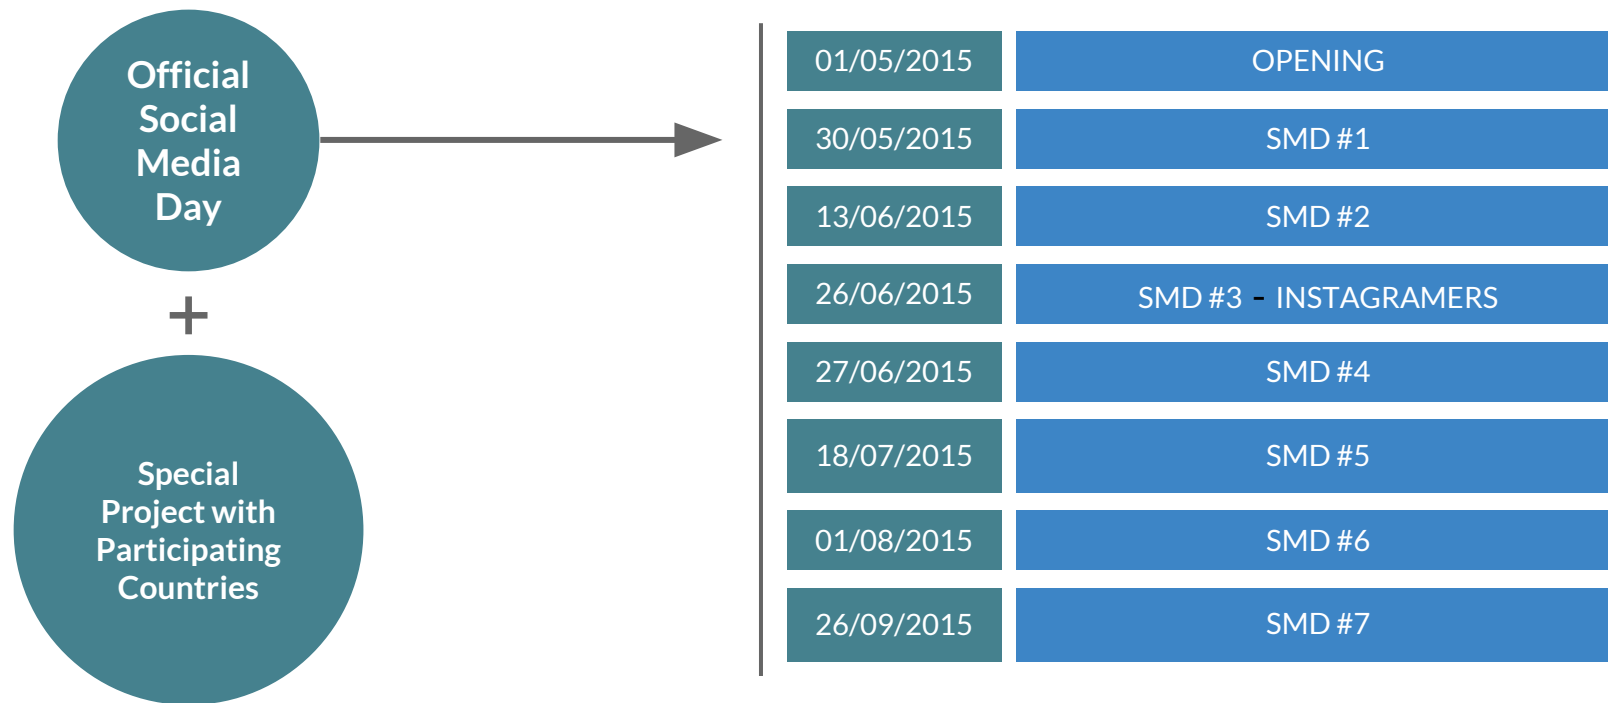 Official
Social
Media
Day
+
Special
Project with
Participating
Countries
01/05/2015 OPENING
30/05/2015 SMD #1
13/06/2015 SMD #2
26/06/2015 SMD #3 - INSTAGRAMERS
27/06/2015 SMD #4
18/07/2015 SMD #5
01/08/2015 SMD #6
26/09/2015 SMD #7